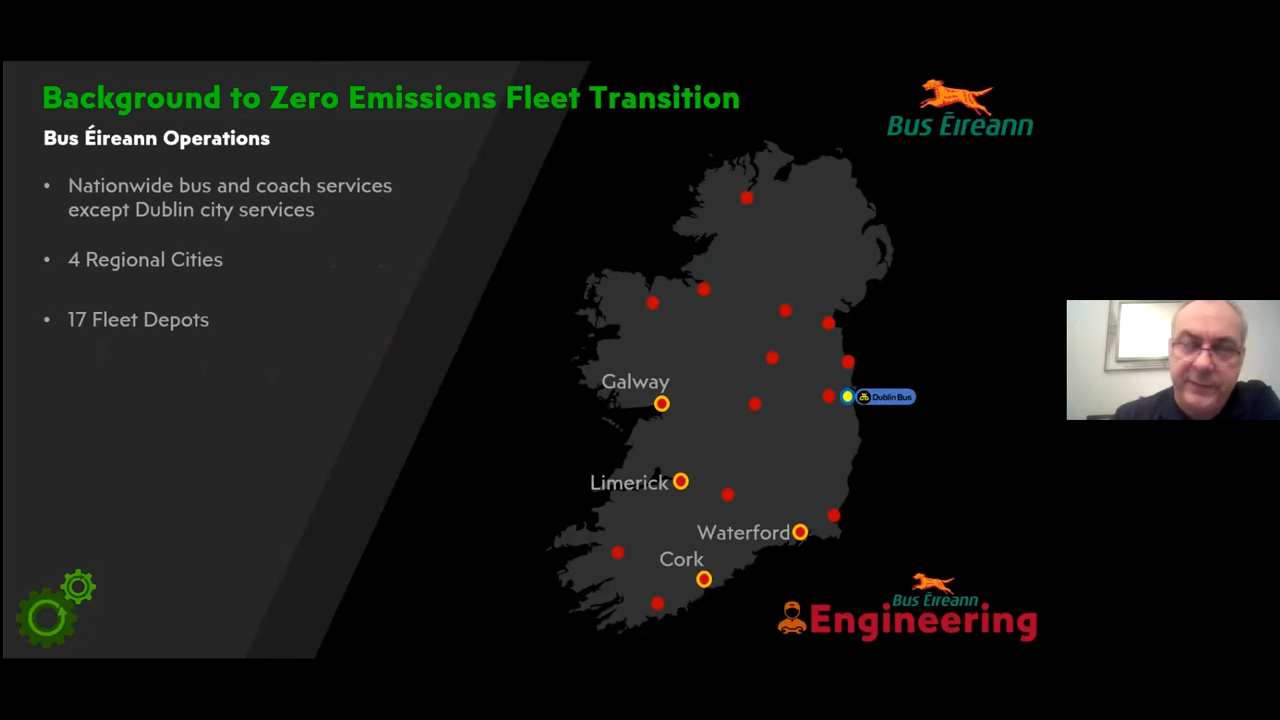 Background to Zero Emissions Fleet Transition
Bus Éireann Operations
• Nationwide bus and coach services
except Dublin city services
• 4 Regional Cities
• 17 Fleet Depots
Bus Éireann
Galway
Dublin Bus
Limerick
Waterford
Cork
Bus Éireann
Engineering